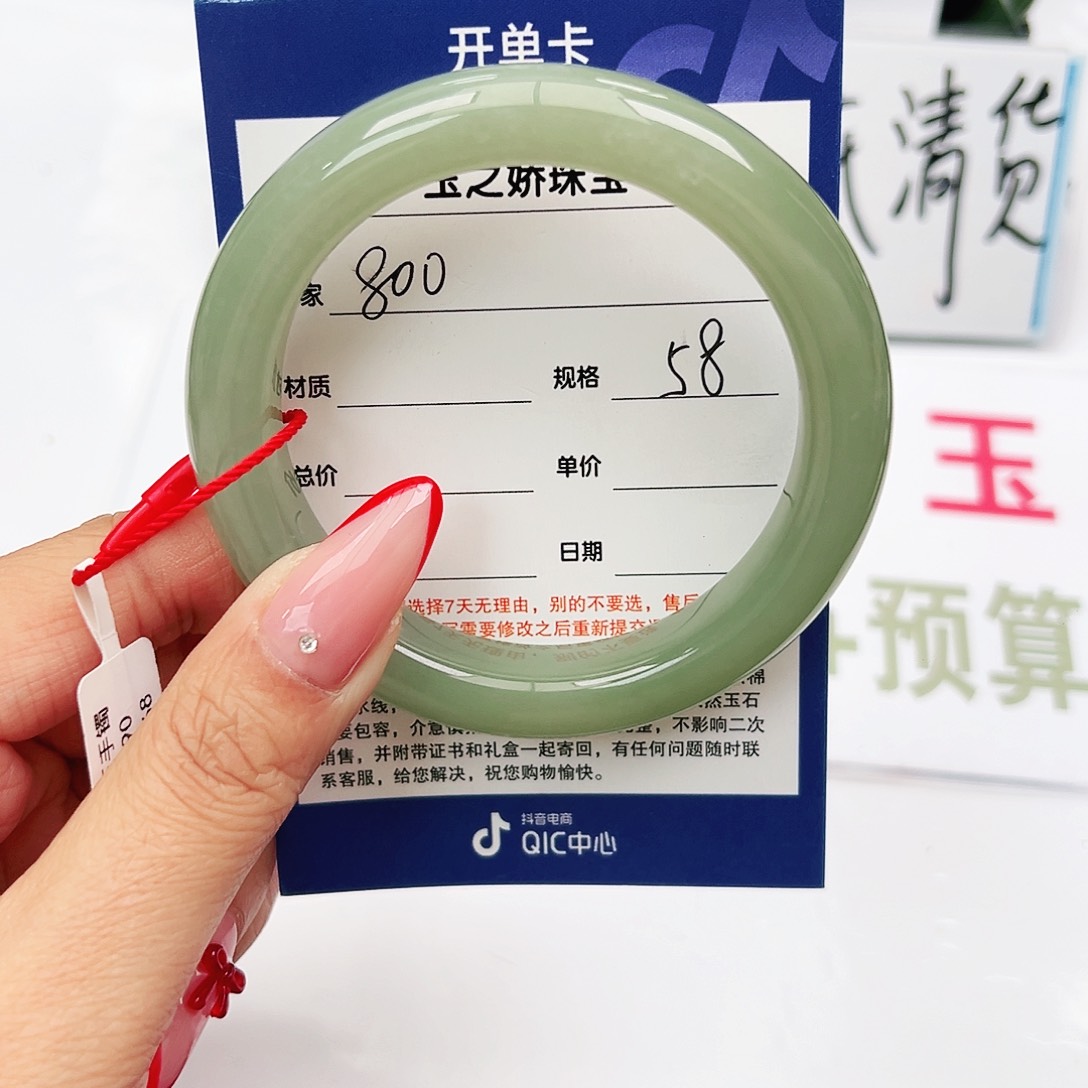 开单卡
玉之娇珠宝
家 800
材质 规格 58
总价 单价
日期
选择7天无理由，别的不要选，售后
需要修改之后重新提交
棉
水线，
然玉石
包容，介意慎
，不影响二次
销售，并附带证书和礼盒一起寄回，有任何问题随时联
系客服，给您解决，祝您购物愉快。
抖音电商
QIC中心
清货
玉
预算
手镯